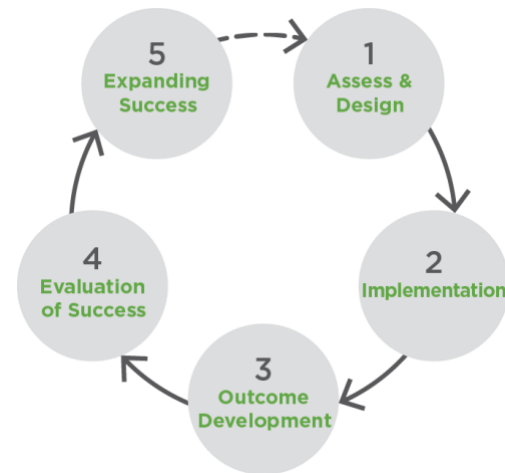 1
Assess &
Design
2
Implementation
3
Outcome
Development
4
Evaluation
of Success
5
Expanding
Success